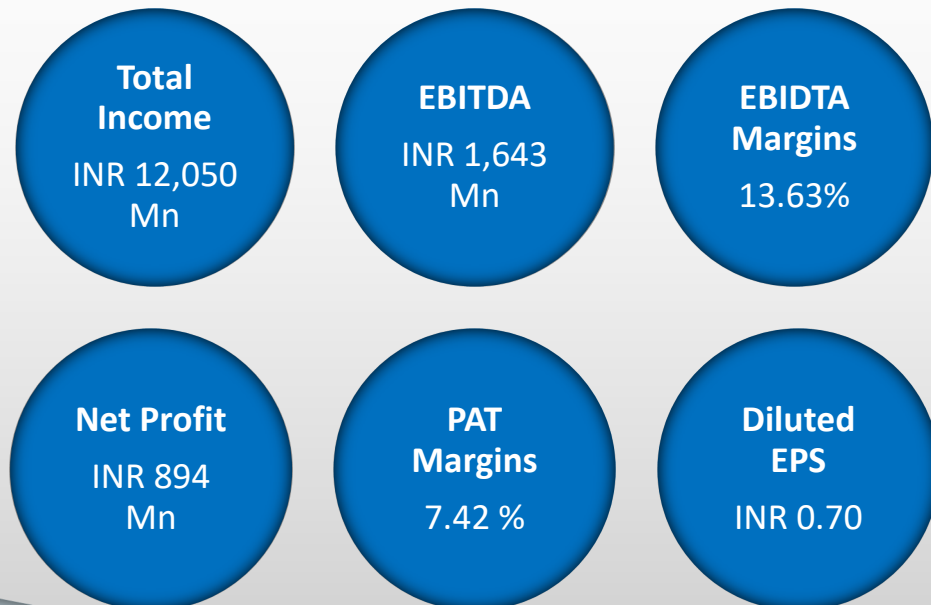 Total
Income
INR 12,050
Mn
EBITDA
INR 1,643
Mn
EBIDTA
Margins
13.63%
Net Profit
INR 894
Mn
PAT
Margins
7.42 %
Diluted
EPS
INR 0.70